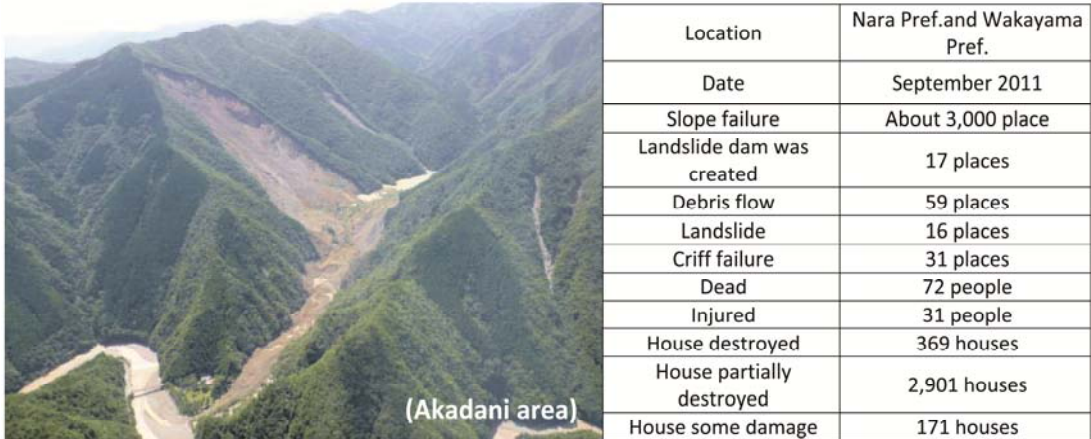 (Akadani area)
Location
Nara Pref.and Wakayama
Pref.
Date
September 2011
Slope failure
About 3,000 place
Landslide dam was
created
17 places
Debris flow
59 places
Landslide
16 places
Criff failure
31 places
Dead
72 people
Injured
31 people
House destroyed
369 houses
House partially
destroyed
2,901 houses
House some damage
171 houses